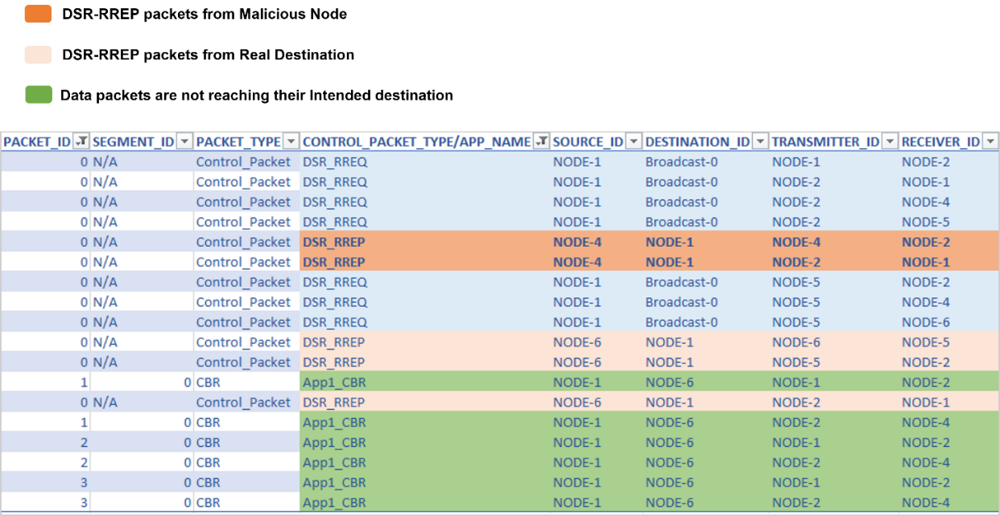 DSR-RREP packets from Malicious Node
DSR-RREP packets from Real Destination
Data packets are not reaching their Intended destination
PACKET_ID SEGMENT_ID PACKET_TYPE CONTROL_PACKET_TYPE/APP_NAME SOURCE_ID DESTINATION_ID TRANSMITTER_ID RECEIVER_ID
0 N/A Control_Packet DSR_RREQ NODE-1 Broadcast-0 NODE-1 NODE-2
0 N/A Control_Packet DSR_RREQ NODE-1 Broadcast-0 NODE-2 NODE-1
0 N/A Control_Packet DSR_RREQ NODE-1 Broadcast-0 NODE-2 NODE-4
0 N/A Control_Packet DSR_RREQ NODE-1 Broadcast-0 NODE-2 NODE-5
0 N/A Control_Packet DSR_RREP NODE-4 NODE-1 NODE-4 NODE-2
0 N/A Control_Packet DSR_RREP NODE-4 NODE-1 NODE-2 NODE-1
0 N/A Control_Packet DSR_RREQ NODE-1 Broadcast-0 NODE-5 NODE-2
0 N/A Control_Packet DSR_RREQ NODE-1 Broadcast-0 NODE-5 NODE-4
0 N/A Control_Packet DSR_RREQ NODE-1 Broadcast-0 NODE-5 NODE-6
0 N/A Control_Packet DSR_RREP NODE-6 NODE-1 NODE-6 NODE-5
0 N/A Control_Packet DSR_RREP NODE-6 NODE-1 NODE-5 NODE-2
1 0 CBR App1_CBR NODE-1 NODE-6 NODE-1 NODE-2
0 N/A Control_Packet DSR_RREP NODE-6 NODE-1 NODE-2 NODE-1
1 0 CBR App1_CBR NODE-1 NODE-6 NODE-2 NODE-4
2 0 CBR App1_CBR NODE-1 NODE-6 NODE-1 NODE-2
2 0 CBR App1_CBR NODE-1 NODE-6 NODE-2 NODE-4
3 0 CBR App1_CBR NODE-1 NODE-6 NODE-1 NODE-2
3 0 CBR App1_CBR NODE-1 NODE-6 NODE-2 NODE-4